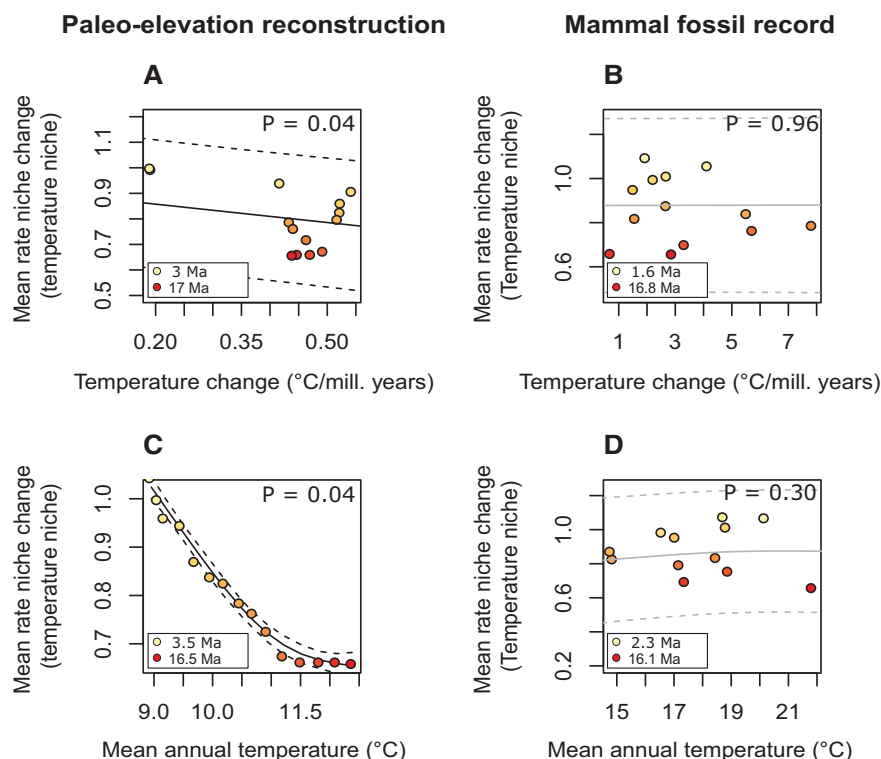 Paleo-elevation reconstruction
Mammal fossil record
A
Mean rate niche change
(temperature niche)
1.1
0.9
0.7
0.5
P = 0.04
3 Ma
17 Ma
0.20 0.35 0.50
Temperature change (°C/mill. years)
B
Mean rate niche change
(Temperature niche)
1.0
0.6
P = 0.96
1.6 Ma
16.8 Ma
1 3 5 7
Temperature change (°C/mill. years)
C
Mean rate niche change
(temperature niche)
1.0
0.9
0.8
0.7
P = 0.04
3.5 Ma
16.5 Ma
9.0 10.0 11.5
Mean annual temperature (°C)
D
Mean rate niche change
(Temperature niche)
1.0
0.6
0.2
P = 0.30
2.3 Ma
16.1 Ma
15 17 19 21
Mean annual temperature (°C)